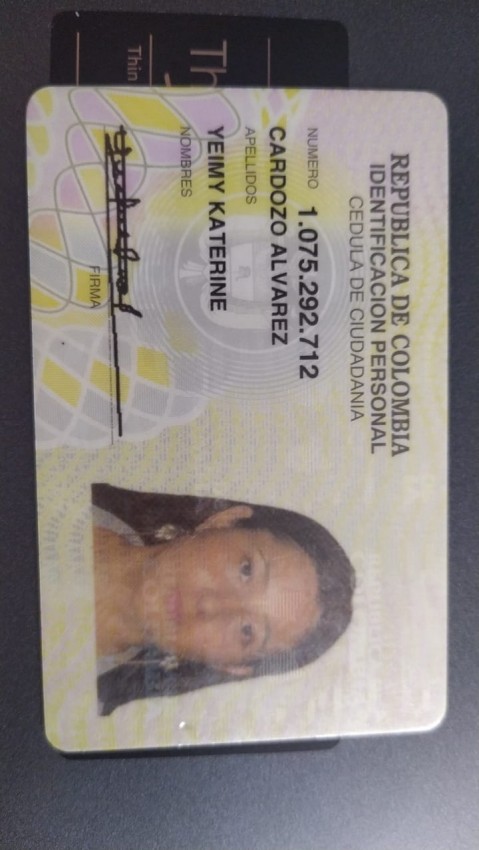 REPUBLICA DE COLOMBIA
IDENTIFICACION PERSONAL
CEDULA DE CIUDADANIA
NUMERO 1.075.292.712
CARDOZO ALVAREZ
APELLIDOS
YEIMY KATERINE
NOMBRES
FIRMA
Th
Thin